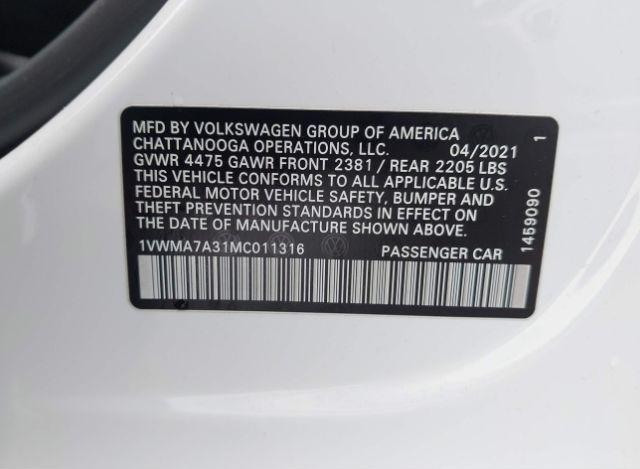 MFD BY VOLKSWAGEN GROUP OF AMERICA
CHATTANOOGA OPERATIONS, LLC. 04/2021
GVWR 4475 GAWR FRONT 2381 / REAR 2205 LBS
THIS VEHICLE CONFORMS TO ALL APPLICABLE U.S.
FEDERAL MOTOR VEHICLE SAFETY, BUMPER AND
THEFT PREVENTION STANDARDS IN EFFECT ON
THE DATE OF MANUFACTURE SHOWN ABOVE.
1VWMA7A31MC011316 PASSENGER CAR
1459090 1